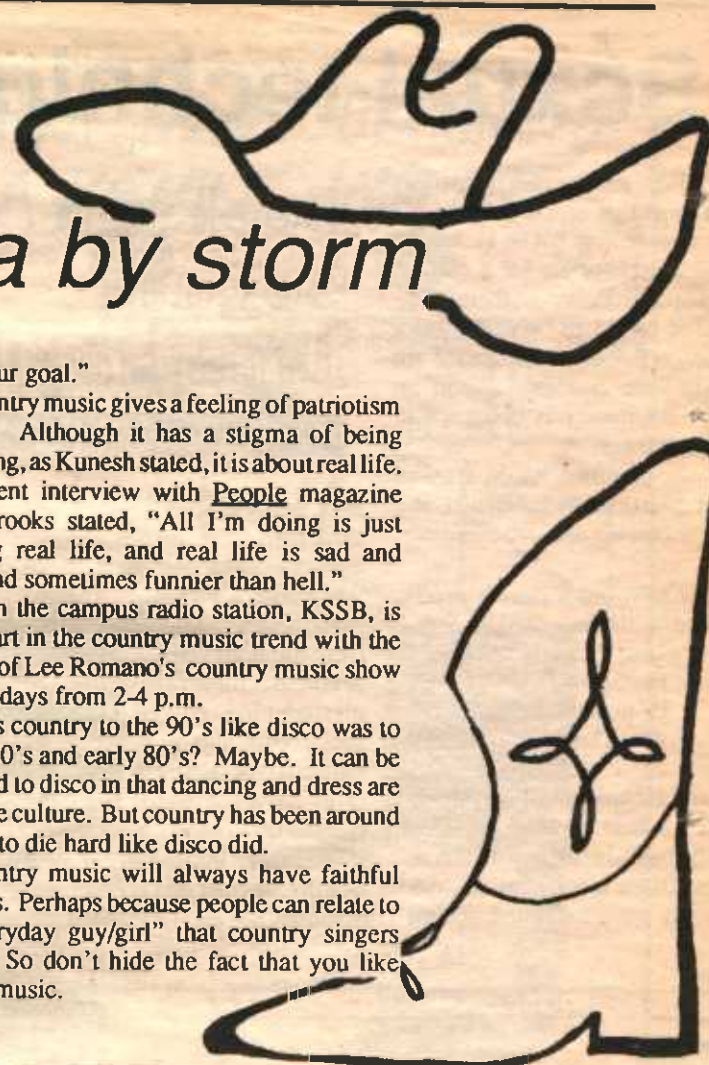 a by storm
ur goal."
ntry music gives a feeling of patriotism
Although it has a stigma of being
ng, as Kunesh stated, it is about real life.
ent interview with People magazine
rooks stated, "All I'm doing is just
g real life, and real life is sad and
nd sometimes funnier than hell."
n the campus radio station, KSSB, is
art in the country music trend with the
of Lee Romano's country music show
days from 2-4 p.m.
s country to the 90's like disco was to
0's and early 80's? Maybe. It can be
d to disco in that dancing and dress are
e culture. But country has been around
to die hard like disco did.
ntry music will always have faithful
s. Perhaps because people can relate to
ryday guy/girl" that country singers
So don't hide the fact that you like
music.